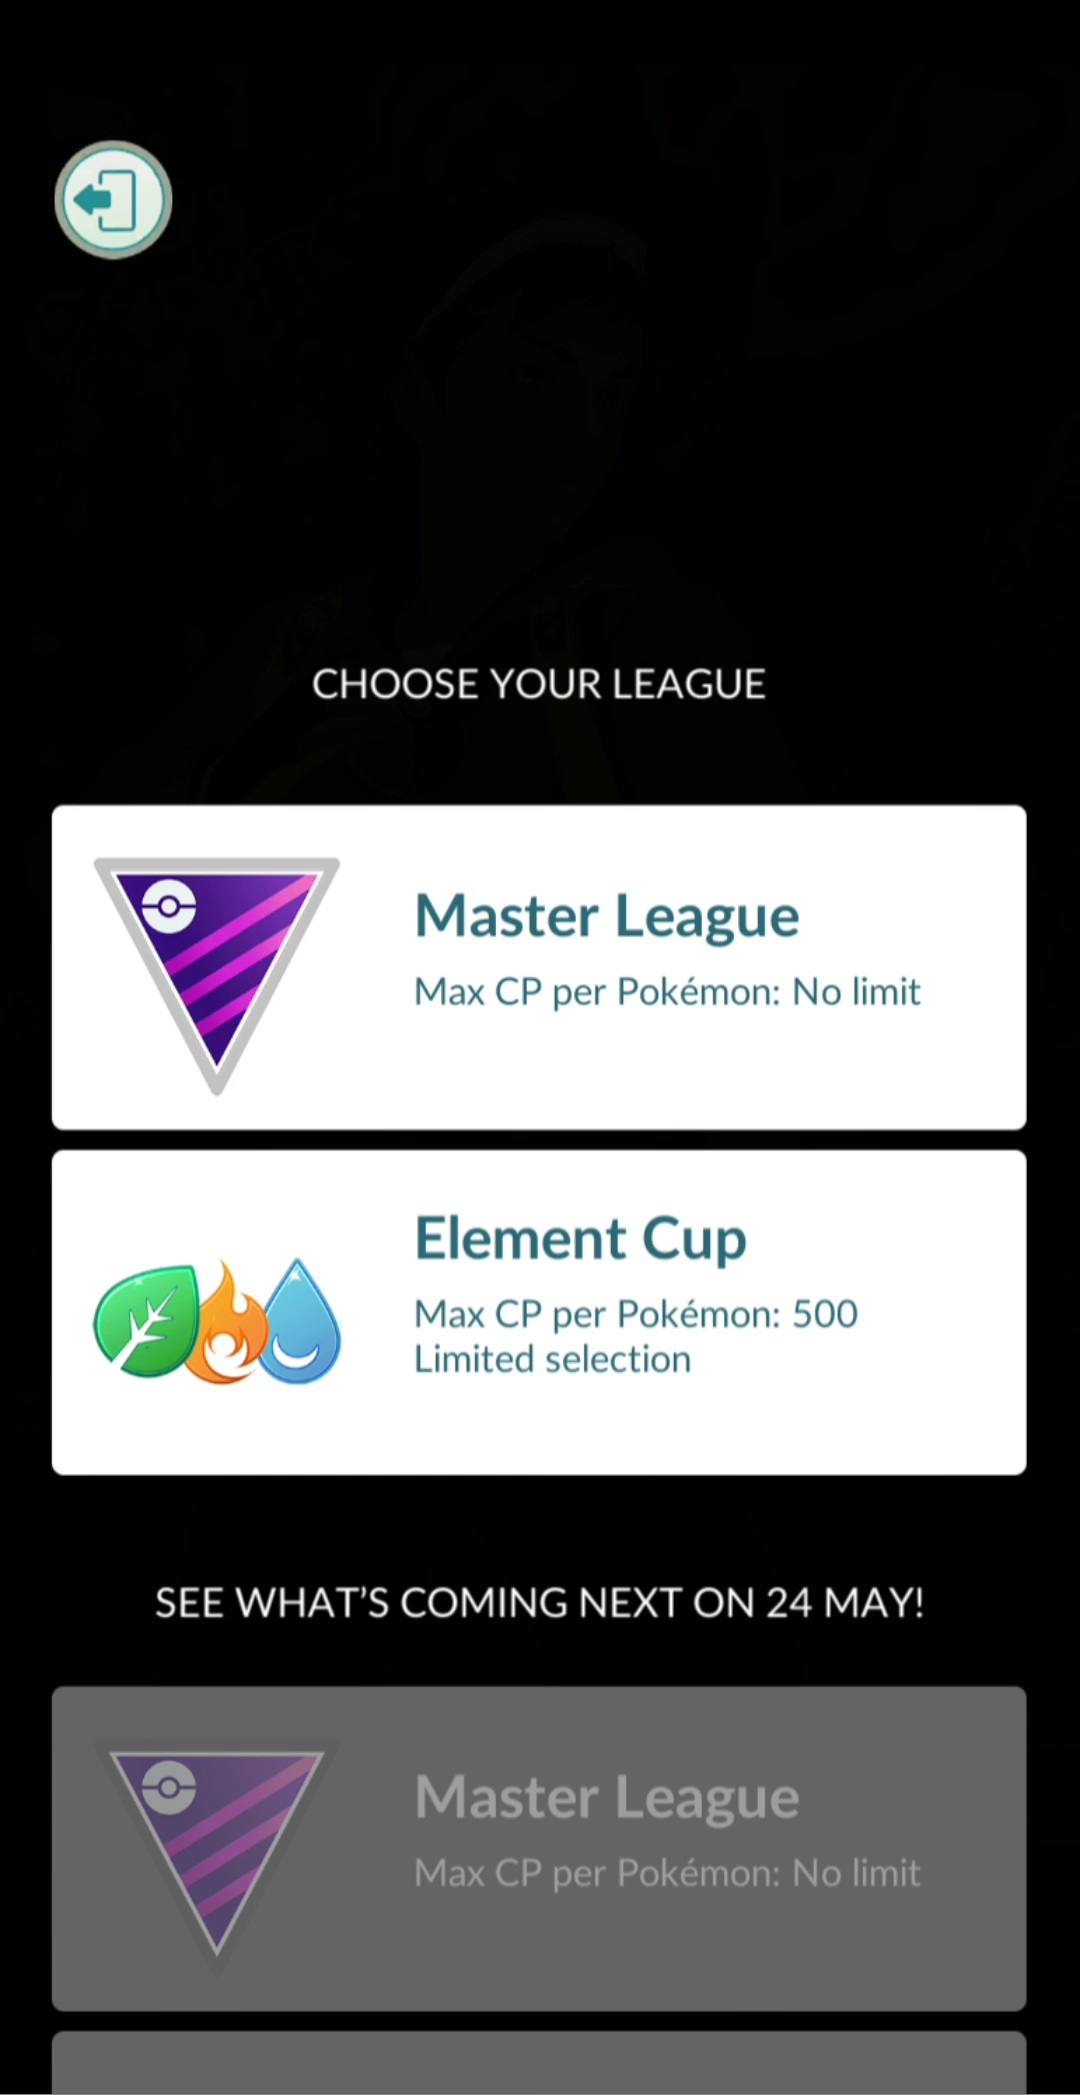 CHOOSE YOUR LEAGUE
Master League
Max CP per Pokémon: No limit
Element Cup
Max CP per Pokémon: 500
Limited selection
SEE WHAT’S COMING NEXT ON 24 MAY!
Master League
Max CP per Pokémon: No limit